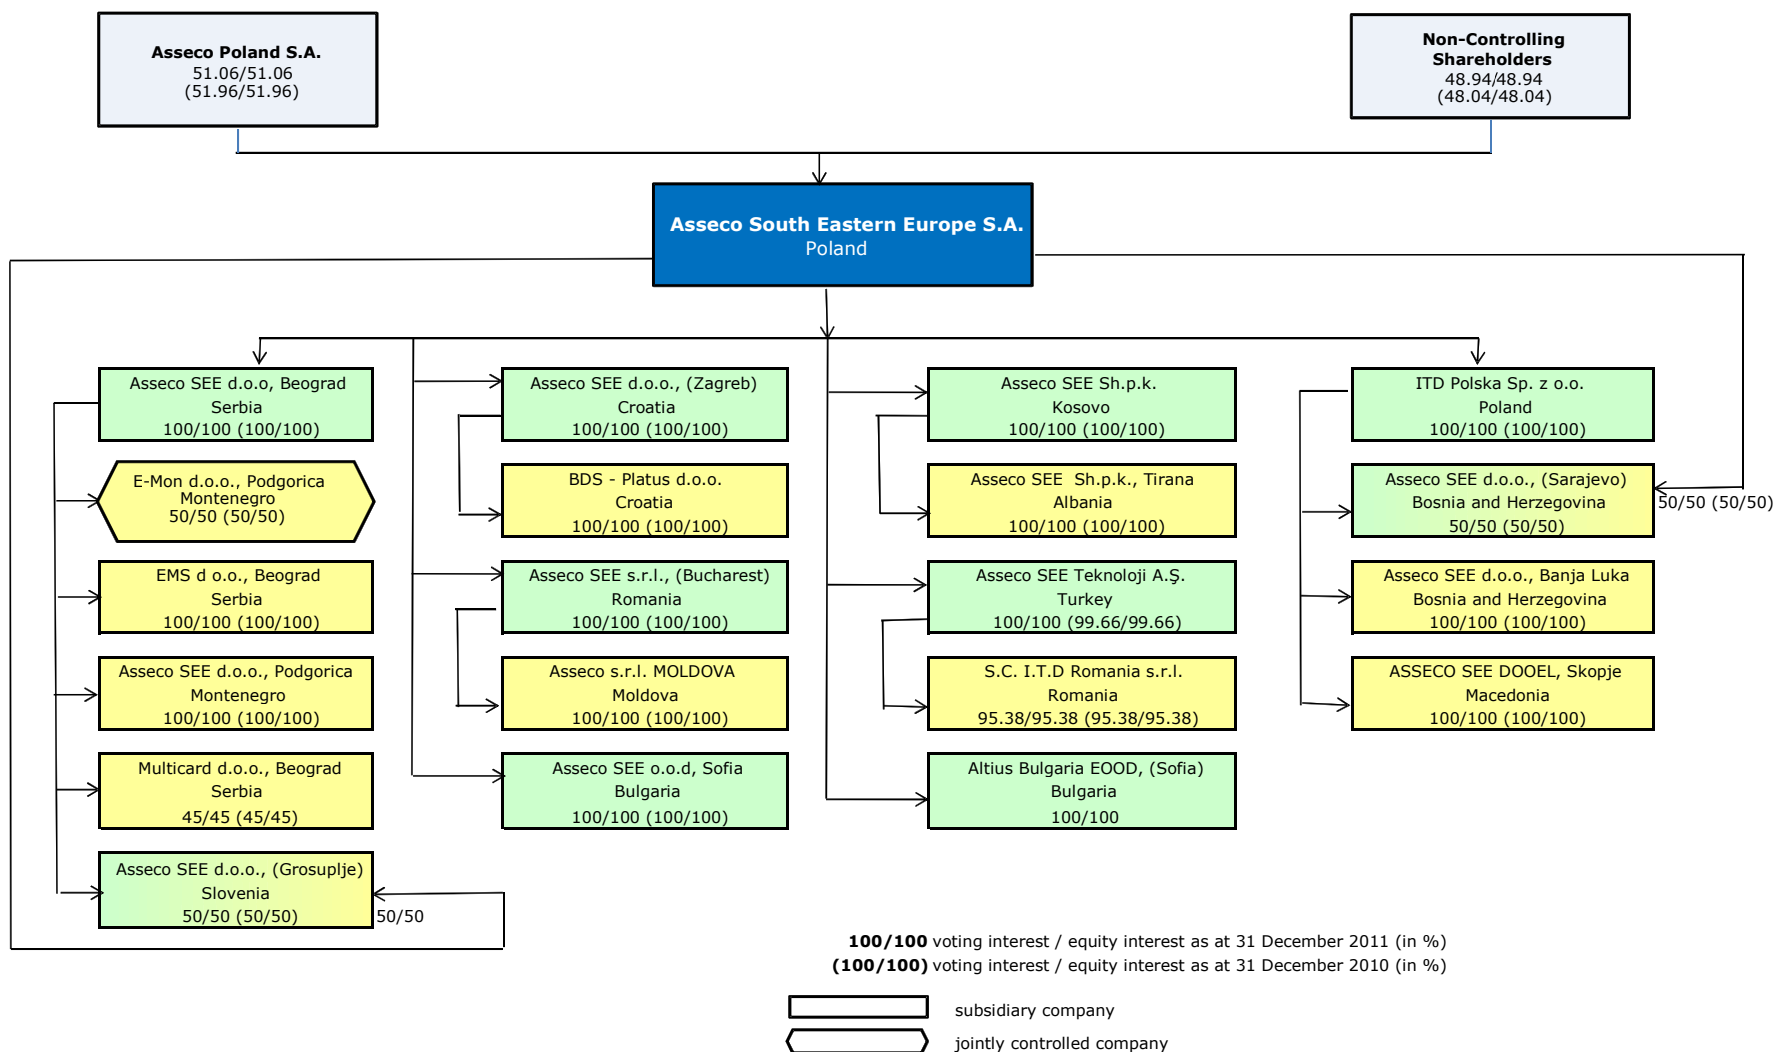 Asseco Poland S.A.
51.06/51.06
(51.96/51.96)
Non-Controlling
Shareholders
48.94/48.94
(48.04/48.04)
Asseco South Eastern Europe S.A.
Poland
Asseco SEE d.o.o, Beograd
Serbia
100/100 (100/100)
E-Mon d.o.o., Podgorica
Montenegro
50/50 (50/50)
EMS d o.o., Beograd
Serbia
100/100 (100/100)
Asseco SEE d.o.o., Podgorica
Montenegro
100/100 (100/100)
Multicard d.o.o., Beograd
Serbia
45/45 (45/45)
Asseco SEE d.o.o., (Grosuplje)
Slovenia
50/50 (50/50)
50/50
Asseco SEE d.o.o., (Zagreb)
Croatia
100/100 (100/100)
BDS - Platus d.o.o.
Croatia
100/100 (100/100)
Asseco SEE s.r.l., (Bucharest)
Romania
100/100 (100/100)
Asseco s.r.l. MOLDOVA
Moldova
100/100 (100/100)
Asseco SEE o.o.d, Sofia
Bulgaria
100/100 (100/100)
Asseco SEE Sh.p.k.
Kosovo
100/100 (100/100)
Asseco SEE  Sh.p.k., Tirana
Albania
100/100 (100/100)
Asseco SEE Teknoloji A.Ş.
Turkey
100/100 (99.66/99.66)
S.C. I.T.D Romania s.r.l.
Romania
95.38/95.38 (95.38/95.38)
Altius Bulgaria EOOD, (Sofia)
Bulgaria
100/100
ITD Polska Sp. z o.o.
Poland
100/100 (100/100)
Asseco SEE d.o.o., (Sarajevo)
Bosnia and Herzegovina
50/50 (50/50)
50/50 (50/50)
Asseco SEE d.o.o., Banja Luka
Bosnia and Herzegovina
100/100 (100/100)
ASSECO SEE DOOEL, Skopje
Macedonia
100/100 (100/100)
100/100 voting interest / equity interest as at 31 December 2011 (in %)
(100/100) voting interest / equity interest as at 31 December 2010 (in %)
subsidiary company
jointly controlled company